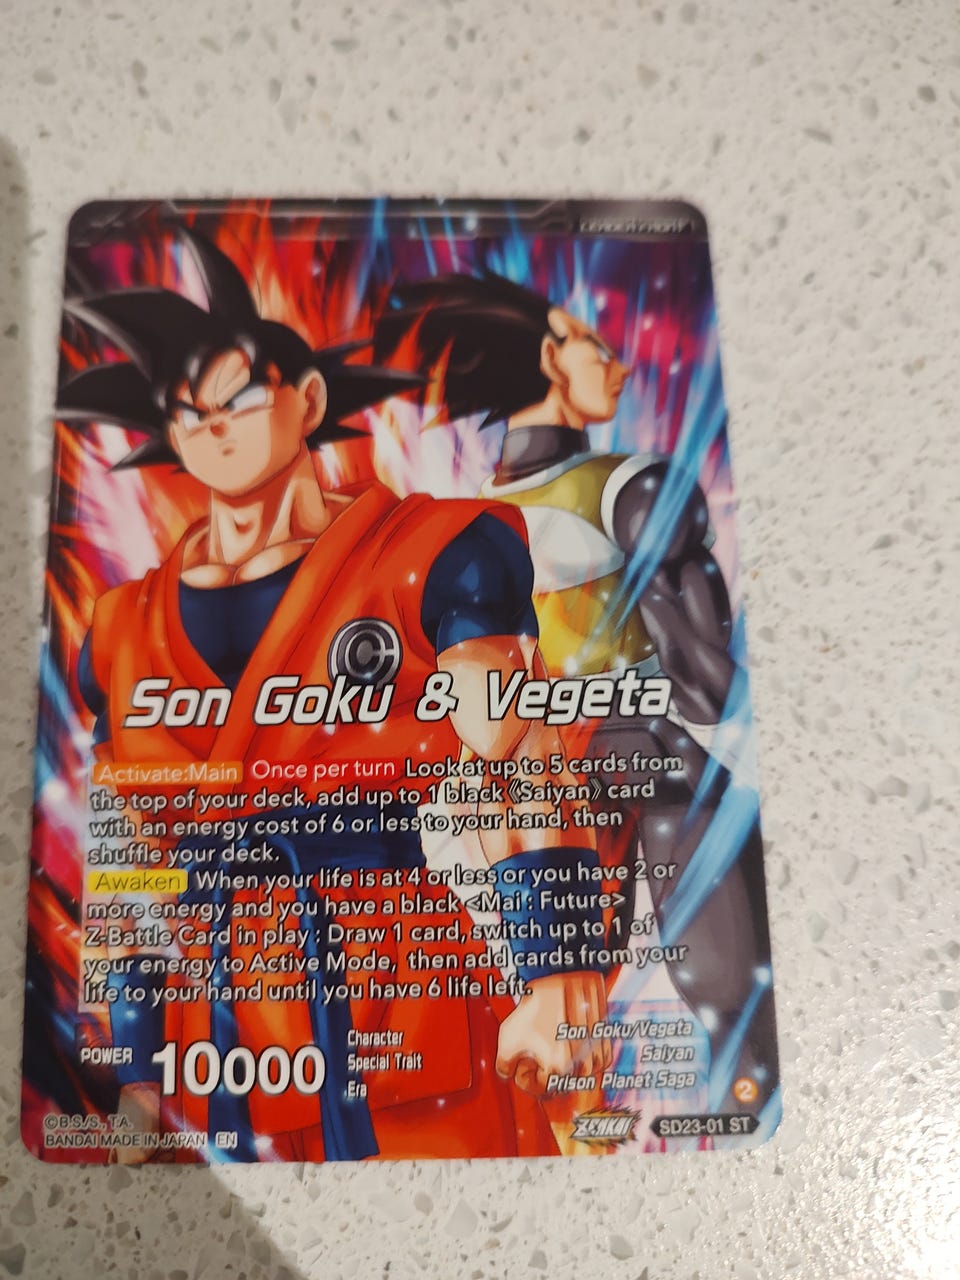 LEADER FRONT
Son Goku & Vegeta
Activate:Main Once per turn Look at up to 5 cards from
the top of your deck, add up to 1 black 《Saiyan》 card
with an energy cost of 6 or less to your hand, then
shuffle your deck.
Awaken When your life is at 4 or less or you have 2 or
more energy and you have a black <Mai : Future>
Z-Battle Card in play : Draw 1 card, switch up to 1 of
your energy to Active Mode, then add cards from your
life to your hand until you have 6 life left.
POWER 10000
Character Son Goku/Vegeta
Special Trait Saiyan
Era Prison Planet Saga
2
©B.S./S., T.A.
BANDAI MADE IN JAPAN EN
ZENKAI SD23-01 ST